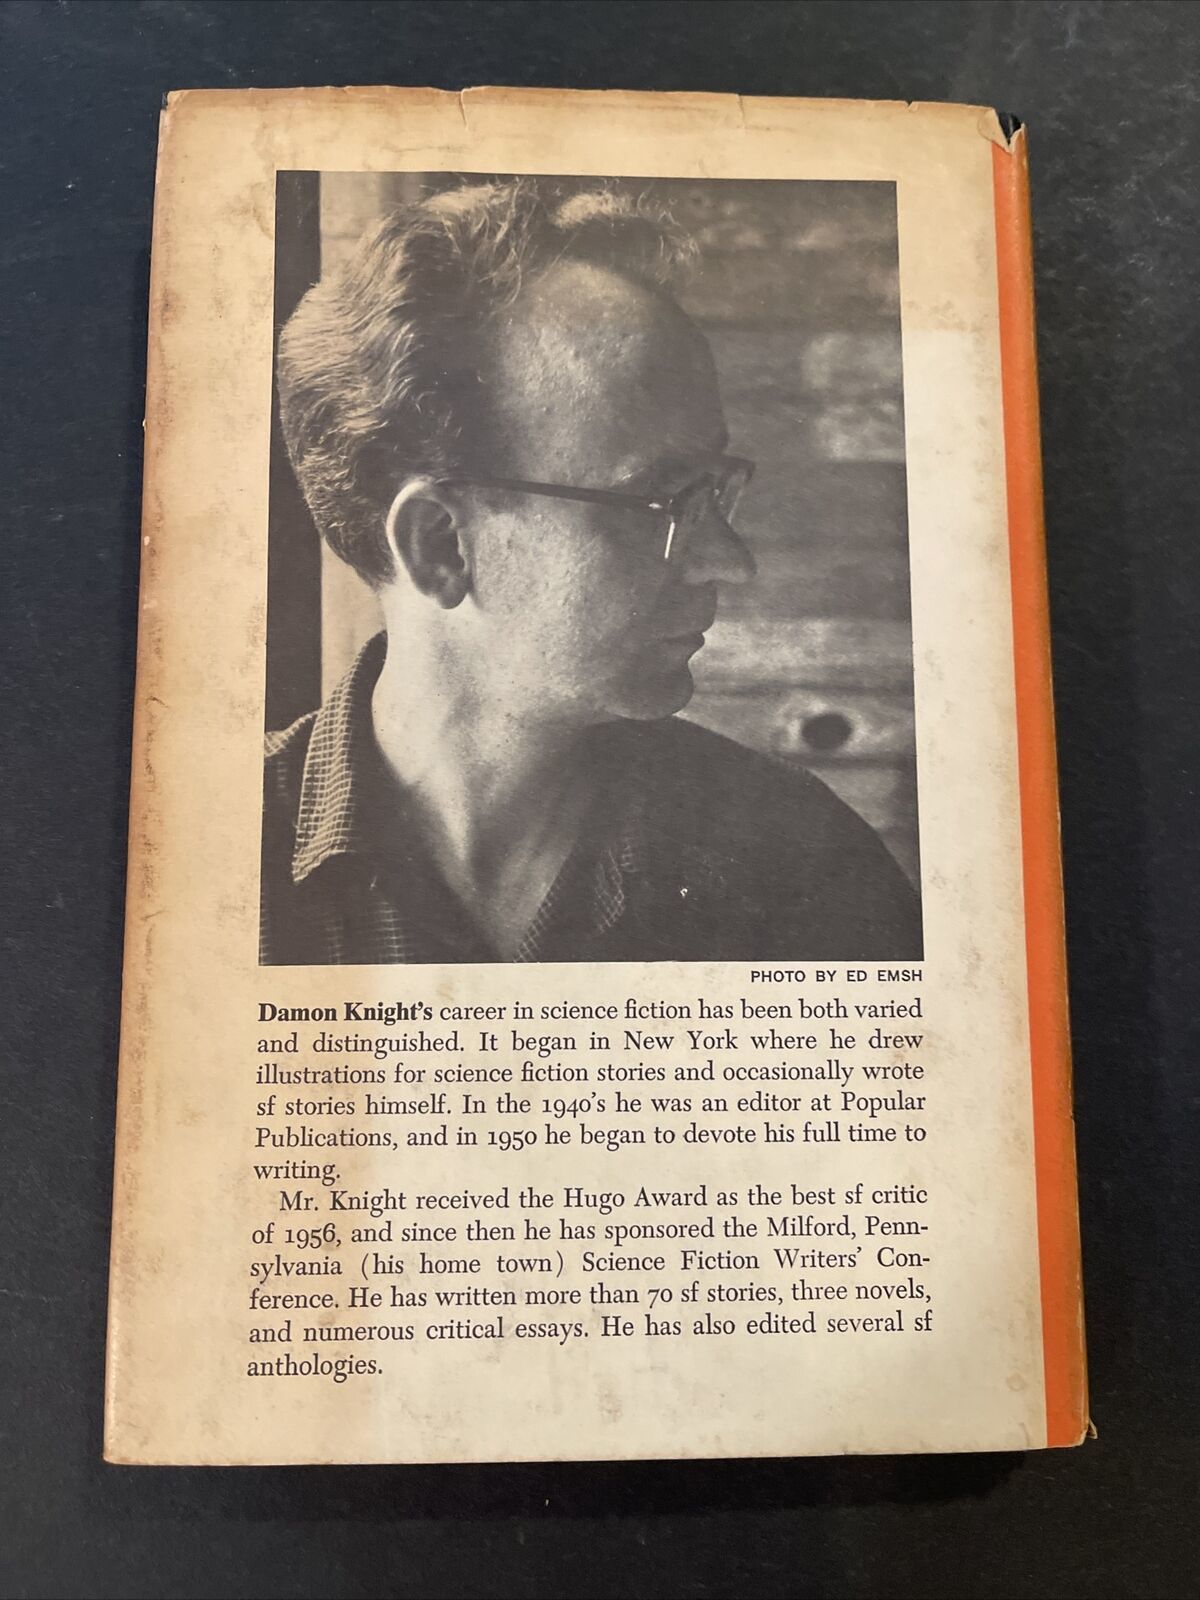 PHOTO BY ED EMSH
Damon Knight's career in science fiction has been both varied
and distinguished. It began in New York where he drew
illustrations for science fiction stories and occasionally wrote
sf stories himself. In the 1940's he was an editor at Popular
Publications, and in 1950 he began to devote his full time to
writing.
Mr. Knight received the Hugo Award as the best sf critic
of 1956, and since then he has sponsored the Milford, Penn-
sylvania (his home town) Science Fiction Writers' Con-
ference. He has written more than 70 sf stories, three novels,
and numerous critical essays. He has also edited several sf
anthologies.